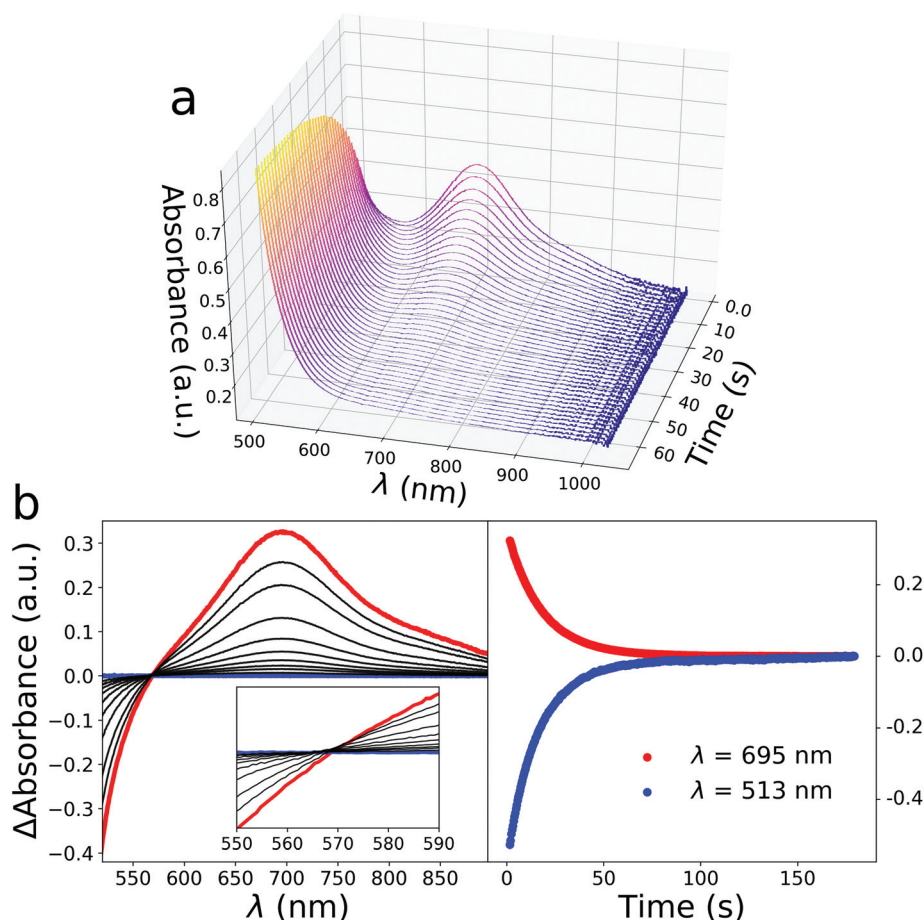 a
Absorbance (a.u.)
0.8
0.7
0.6
0.5
0.4
0.3
0.2
500
600
700
800
900
1000
λ (nm)
0.0
10
20
30
40
50
60
Time (s)
b
ΔAbsorbance (a.u.)
0.3
0.2
0.1
0.0
−0.1
−0.2
−0.3
−0.4
550 560 570 580 590
550 600 650 700 750 800 850
λ (nm)
0.2
0.0
-0.2
-0.4
λ = 695 nm
λ = 513 nm
0 50 100 150
Time (s)